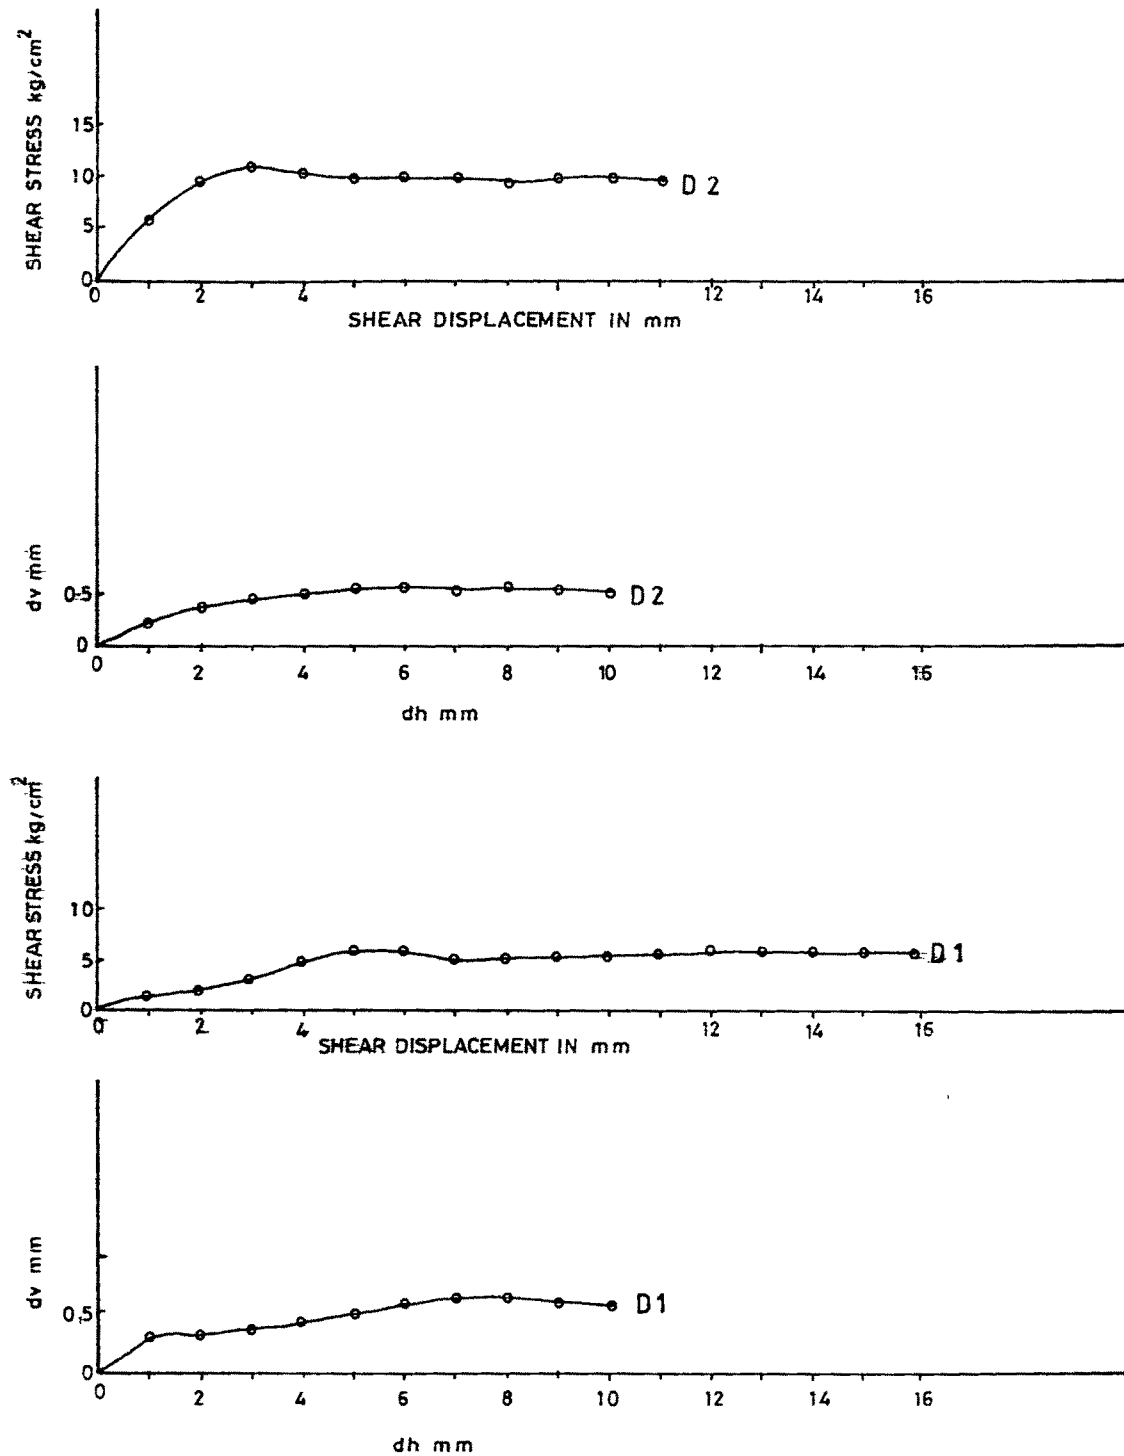 SHEAR STRESS kg/cm²
15
10
5
0
D 2
0 2 4 12 14 16
SHEAR DISPLACEMENT IN mm
dv mm
0.5
0
D 2
0 2 4 6 8 10 12 14 16
dh mm
SHEAR STRESS kg/cm²
10
5
0
D 1
0 2 4 12 14 16
SHEAR DISPLACEMENT IN mm
dv mm
0.5
0
D 1
0 2 4 6 8 10 12 14 16
dh mm